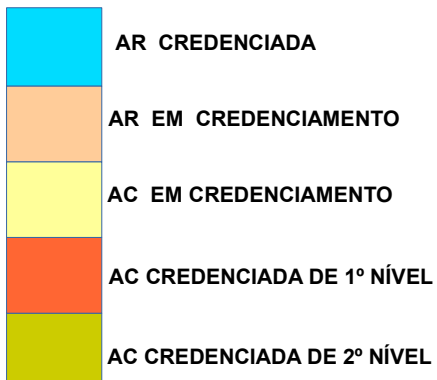 AR CREDENCIADA
AR EM CREDENCIAMENTO
AC EM CREDENCIAMENTO
AC CREDENCIADA DE 1º NÍVEL
AC CREDENCIADA DE 2º NÍVEL